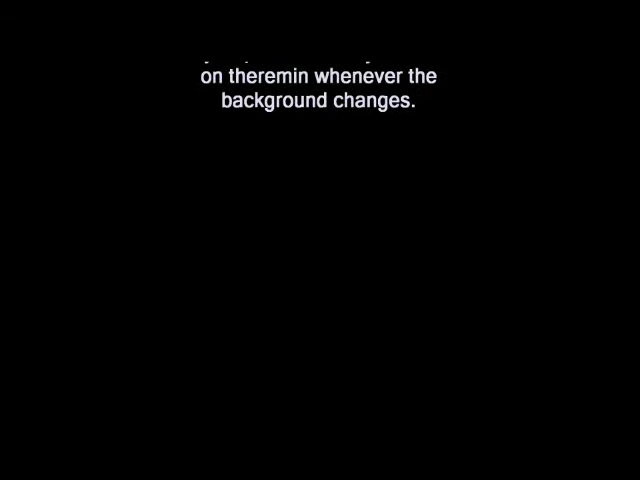 on theremin whenever the
background changes.